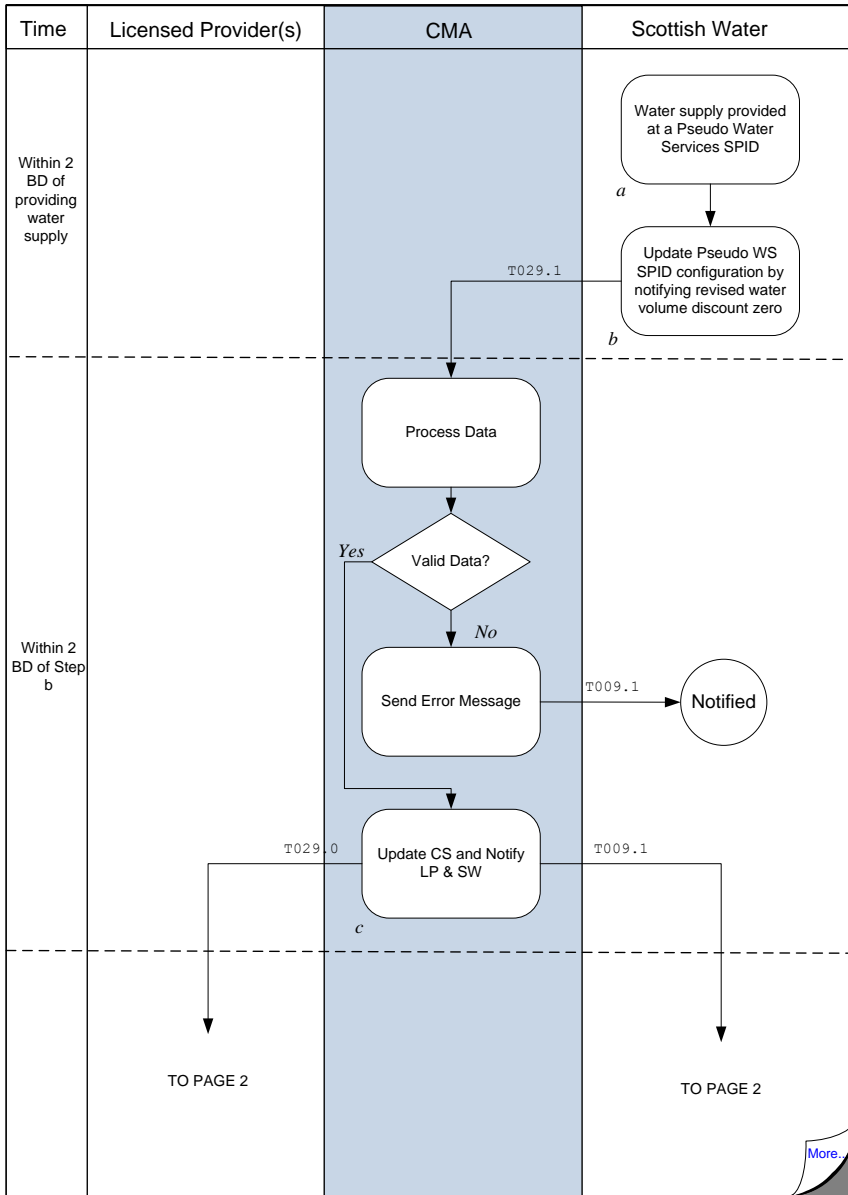 Time
Licensed Provider(s)
CMA
Scottish Water
Within 2
BD of
providing
water
supply
Water supply provided
at a Pseudo Water
Services SPID
a
Update Pseudo WS
SPID configuration by
notifying revised water
volume discount zero
b
T029.1
Within 2
BD of Step
b
Process Data
Valid Data?
Yes
No
Send Error Message
T009.1
Notified
Update CS and Notify
LP & SW
c
T029.0
T009.1
TO PAGE 2
TO PAGE 2
More..